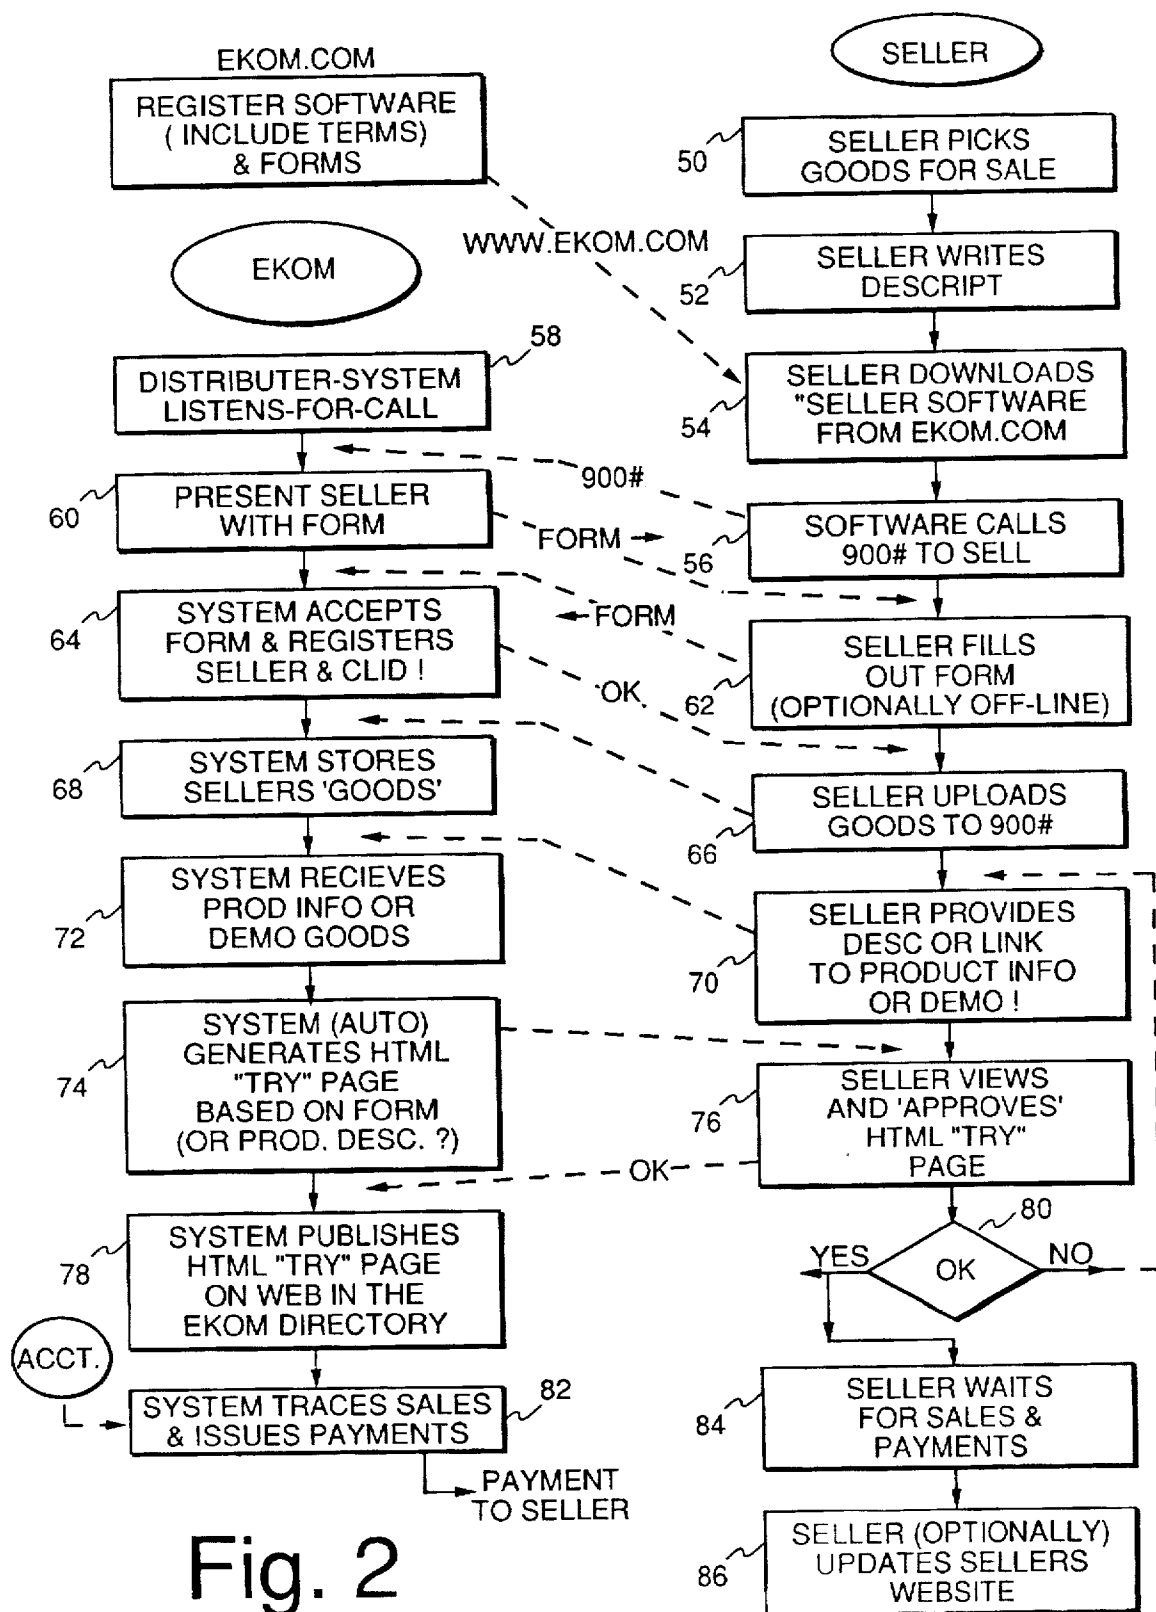 EKOM.COM
REGISTER SOFTWARE
( INCLUDE TERMS)
& FORMS
SELLER
50
SELLER PICKS
GOODS FOR SALE
WWW.EKOM.COM
EKOM
52
SELLER WRITES
DESCRIPT
58
DISTRIBUTER-SYSTEM
LISTENS-FOR-CALL
54
SELLER DOWNLOADS
"SELLER SOFTWARE
FROM EKOM.COM
900#
60
PRESENT SELLER
WITH FORM
FORM
56
SOFTWARE CALLS
900# TO SELL
FORM
64
SYSTEM ACCEPTS
FORM & REGISTERS
SELLER & CLID !
OK
62
SELLER FILLS
OUT FORM
(OPTIONALLY OFF-LINE)
68
SYSTEM STORES
SELLERS 'GOODS'
66
SELLER UPLOADS
GOODS TO 900#
72
SYSTEM RECIEVES
PROD INFO OR
DEMO GOODS
70
SELLER PROVIDES
DESC OR LINK
TO PRODUCT INFO
OR DEMO !
74
SYSTEM (AUTO)
GENERATES HTML
"TRY" PAGE
BASED ON FORM
(OR PROD. DESC. ?)
76
SELLER VIEWS
AND 'APPROVES'
HTML "TRY"
PAGE
OK
78
SYSTEM PUBLISHES
HTML "TRY" PAGE
ON WEB IN THE
EKOM DIRECTORY
80
YES
OK
NO
ACCT.
82
SYSTEM TRACES SALES
& ISSUES PAYMENTS
84
SELLER WAITS
FOR SALES &
PAYMENTS
PAYMENT
TO SELLER
86
SELLER (OPTIONALLY)
UPDATES SELLERS
WEBSITE
Fig. 2